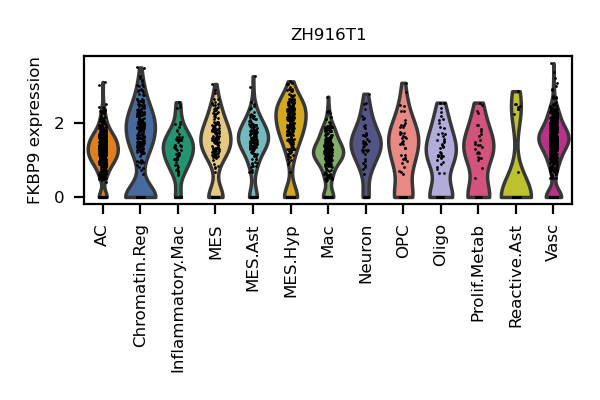 ZH916T1
FKBP9 expression
2
0
AC
Chromatin.Reg
Inflammatory.Mac
MES
MES.Ast
MES.Hyp
Mac
Neuron
OPC
Oligo
Prolif.Metab
Reactive.Ast
Vasc